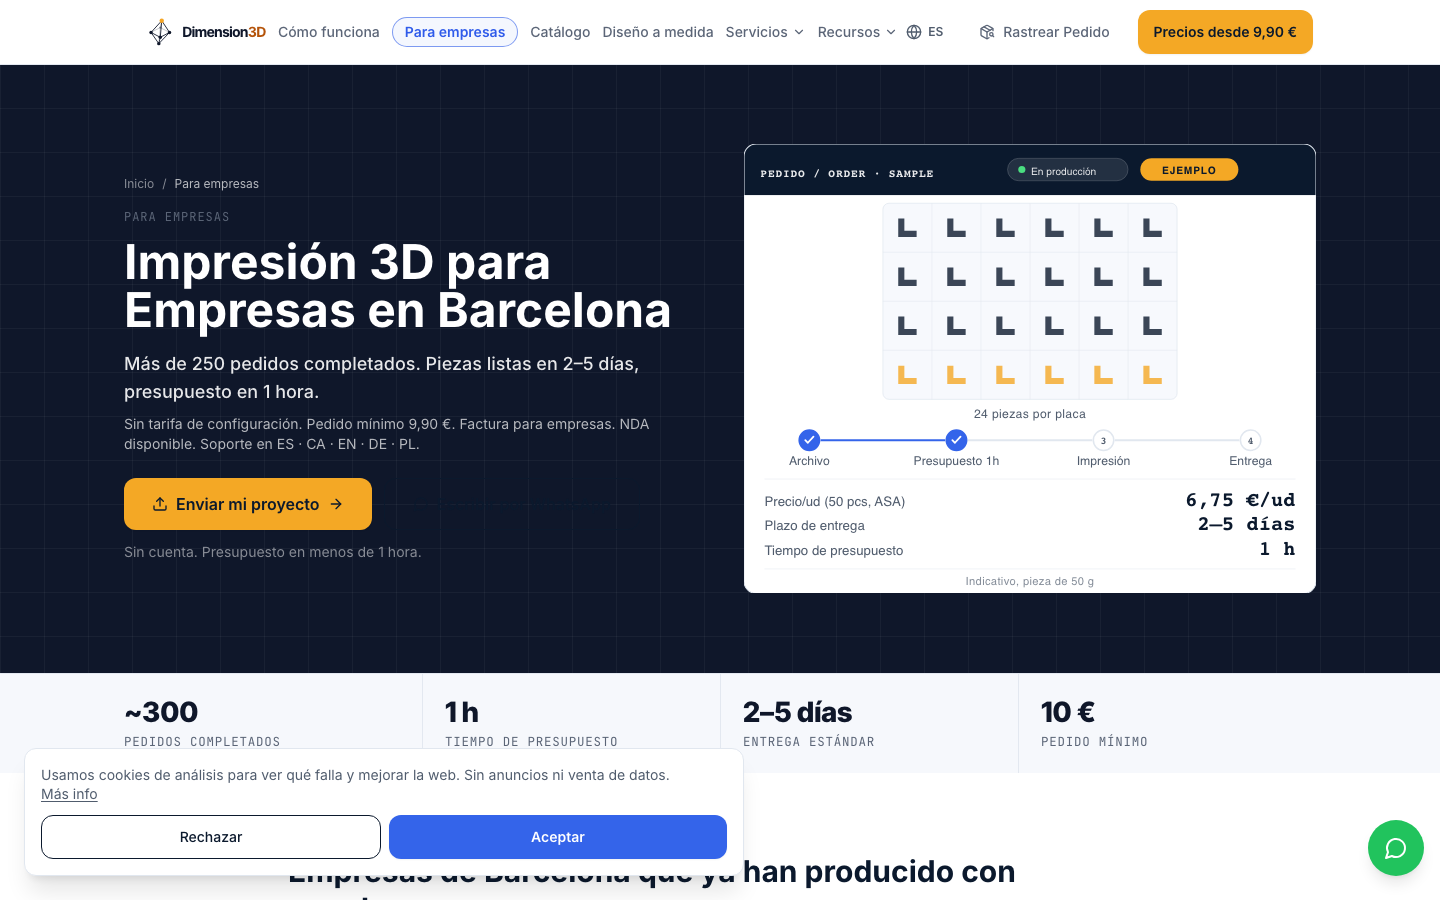 Dimension3D
Cómo funciona
Para empresas
Catálogo
Diseño a medida
Servicios
Recursos
ES
Rastrear Pedido
Precios desde 9,90 €
Inicio / Para empresas
PARA EMPRESAS
Impresión 3D para
Empresas en Barcelona
Más de 250 pedidos completados. Piezas listas en 2–5 días,
presupuesto en 1 hora.
Sin tarifa de configuración. Pedido mínimo 9,90 €. Factura para empresas. NDA
disponible. Soporte en ES · CA · EN · DE · PL.
Enviar mi proyecto
Sin cuenta. Presupuesto en menos de 1 hora.
PEDIDO / ORDER · SAMPLE
En producción
EJEMPLO
24 piezas por placa
3
4
Archivo
Presupuesto 1h
Impresión
Entrega
Precio/ud (50 pcs, ASA) 6,75 €/ud
Plazo de entrega 2–5 días
Tiempo de presupuesto 1 h
Indicativo, pieza de 50 g
~300
PEDIDOS COMPLETADOS
1 h
TIEMPO DE PRESUPUESTO
2–5 días
ENTREGA ESTÁNDAR
10 €
PEDIDO MÍNIMO
Usamos cookies de análisis para ver qué falla y mejorar la web. Sin anuncios ni venta de datos.
Más info
Rechazar
Aceptar
Empresas de Barcelona que ya han producido con